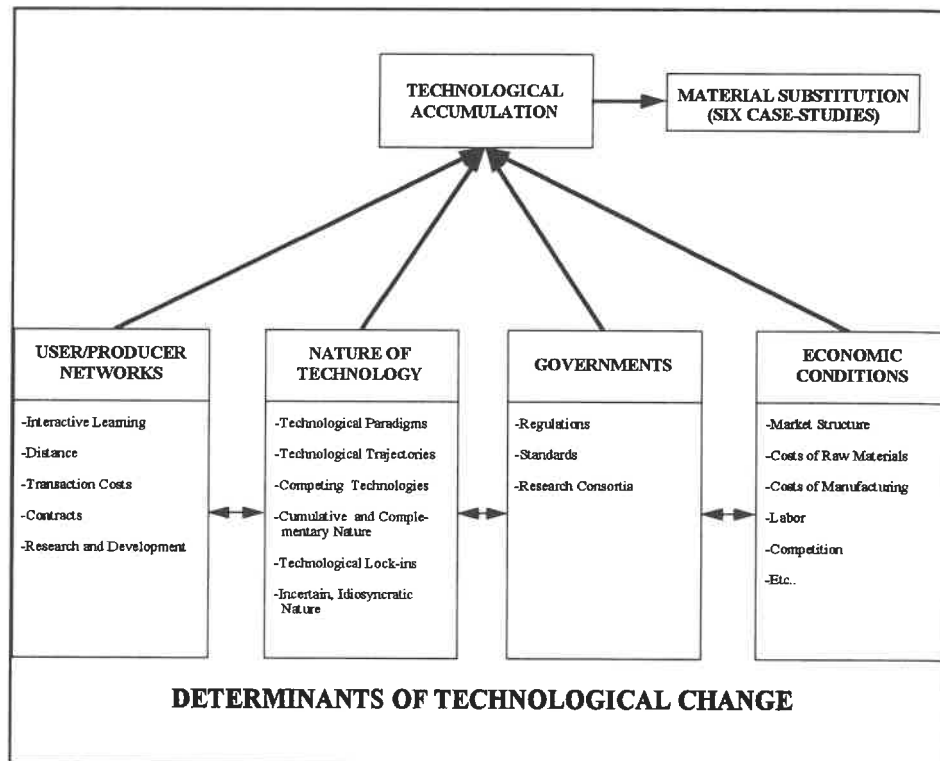 TECHNOLOGICAL
ACCUMULATION
MATERIAL SUBSTITUTION
(SIX CASE-STUDIES)
USER/PRODUCER
NETWORKS
-Interactive Learning
-Distance
-Transaction Costs
-Contracts
-Research and Development
NATURE OF
TECHNOLOGY
-Technological Paradigms
-Technological Trajectories
-Competing Technologies
-Cumulative and Comple-
mentary Nature
-Technological Lock-ins
-Incertain, Idiosyncratic
Nature
GOVERNMENTS
-Regulations
-Standards
-Research Consortia
ECONOMIC
CONDITIONS
-Market Structure
-Costs of Raw Materials
-Costs of Manufacturing
-Labor
-Competition
-Etc..
DETERMINANTS OF TECHNOLOGICAL CHANGE